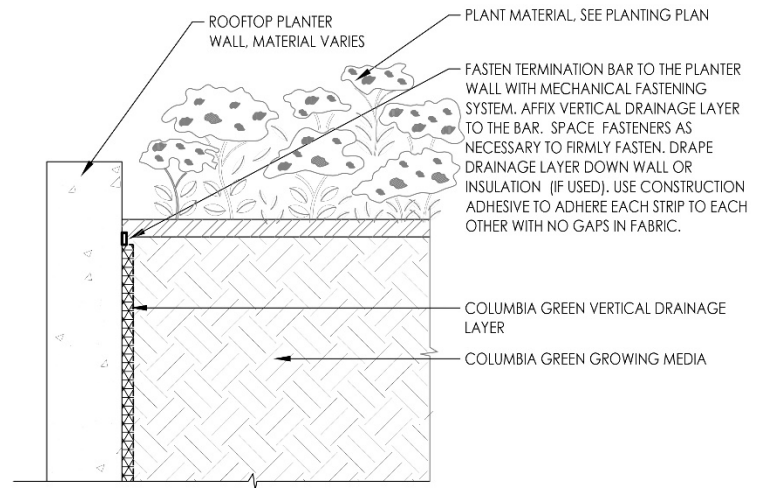 ROOFTOP PLANTER
WALL, MATERIAL VARIES
PLANT MATERIAL, SEE PLANTING PLAN
FASTEN TERMINATION BAR TO THE PLANTER
WALL WITH MECHANICAL FASTENING
SYSTEM. AFFIX VERTICAL DRAINAGE LAYER
TO THE BAR. SPACE FASTENERS AS
NECESSARY TO FIRMLY FASTEN. DRAPE
DRAINAGE LAYER DOWN WALL OR
INSULATION (IF USED). USE CONSTRUCTION
ADHESIVE TO ADHERE EACH STRIP TO EACH
OTHER WITH NO GAPS IN FABRIC.
COLUMBIA GREEN VERTICAL DRAINAGE
LAYER
COLUMBIA GREEN GROWING MEDIA